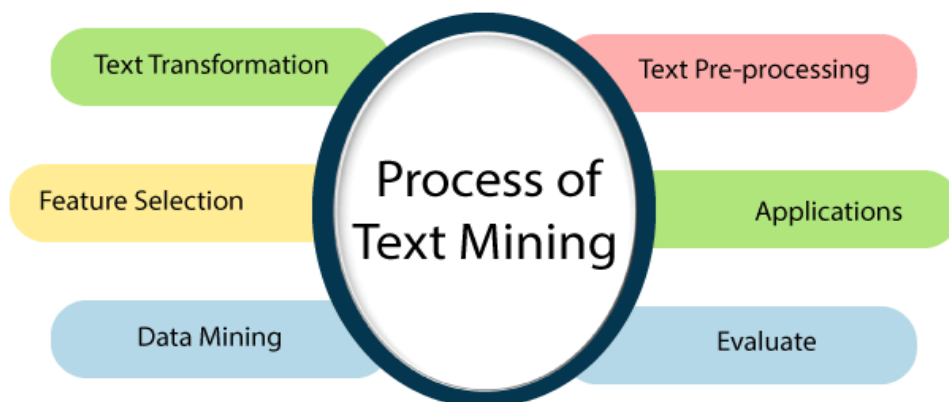 Text Transformation
Text Pre-processing
Process of
Text Mining
Feature Selection
Applications
Data Mining
Evaluate